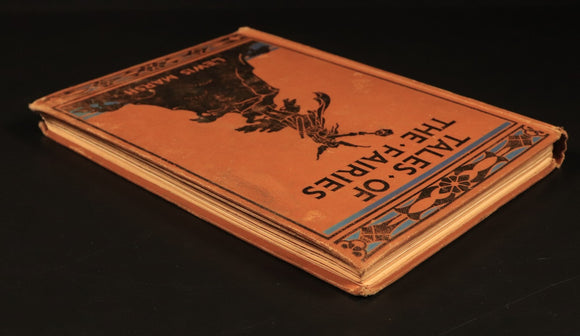 TALES · OF
THE · FAIRIES
LEWIS MARSH